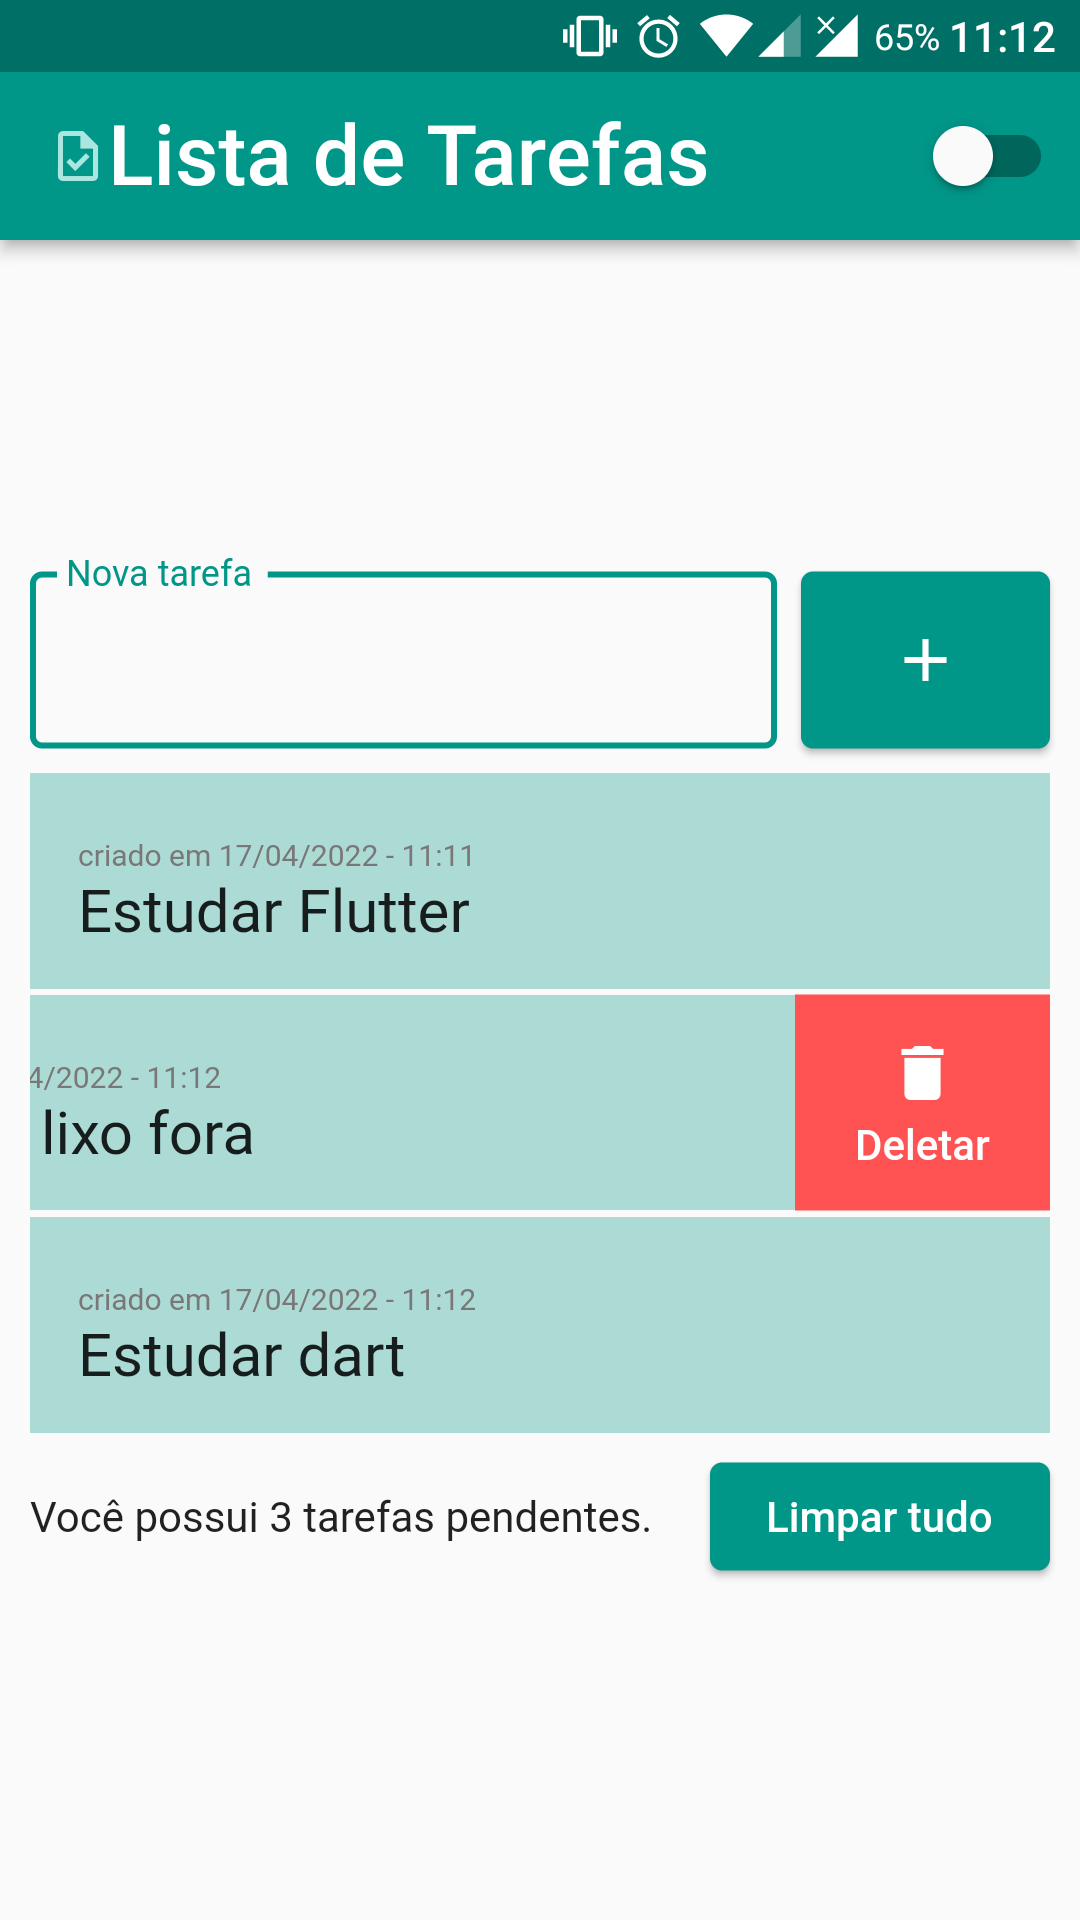 65% 11:12
Lista de Tarefas
Nova tarefa
+
criado em 17/04/2022 - 11:11
Estudar Flutter
4/2022 - 11:12
lixo fora
Deletar
criado em 17/04/2022 - 11:12
Estudar dart
Você possui 3 tarefas pendentes.
Limpar tudo